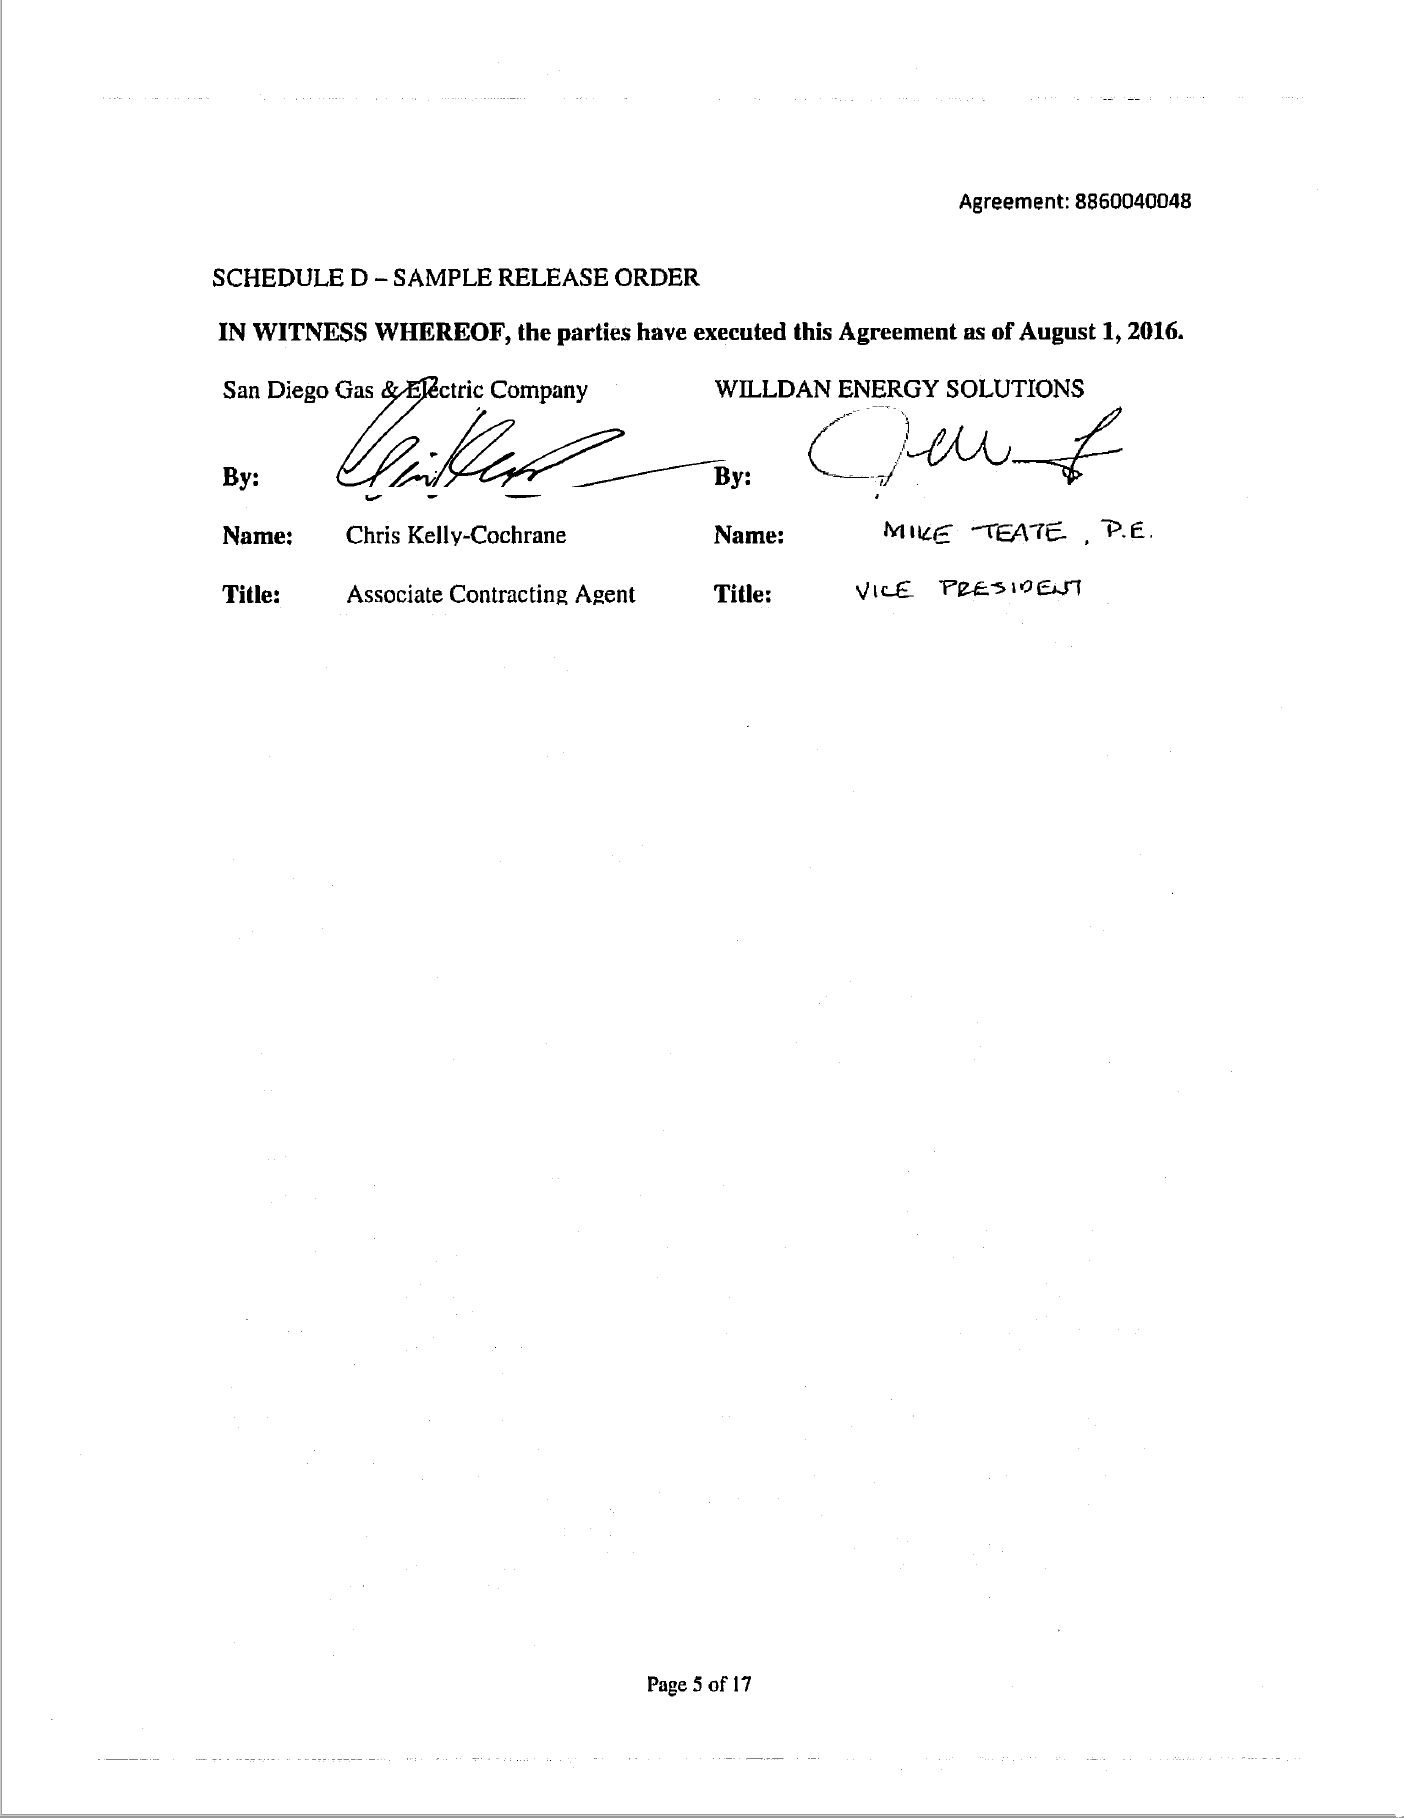 Agreement: 8860040048
SCHEDULE D – SAMPLE RELEASE ORDER
IN WITNESS WHEREOF, the parties have executed this Agreement as of August 1, 2016.
San Diego Gas & Electric Company WILLDAN ENERGY SOLUTIONS
By: By:
Name: Chris Kelly-Cochrane Name: MIKE TEATE, P.E.
Title: Associate Contracting Agent Title: VICE PRESIDENT
Page 5 of 17